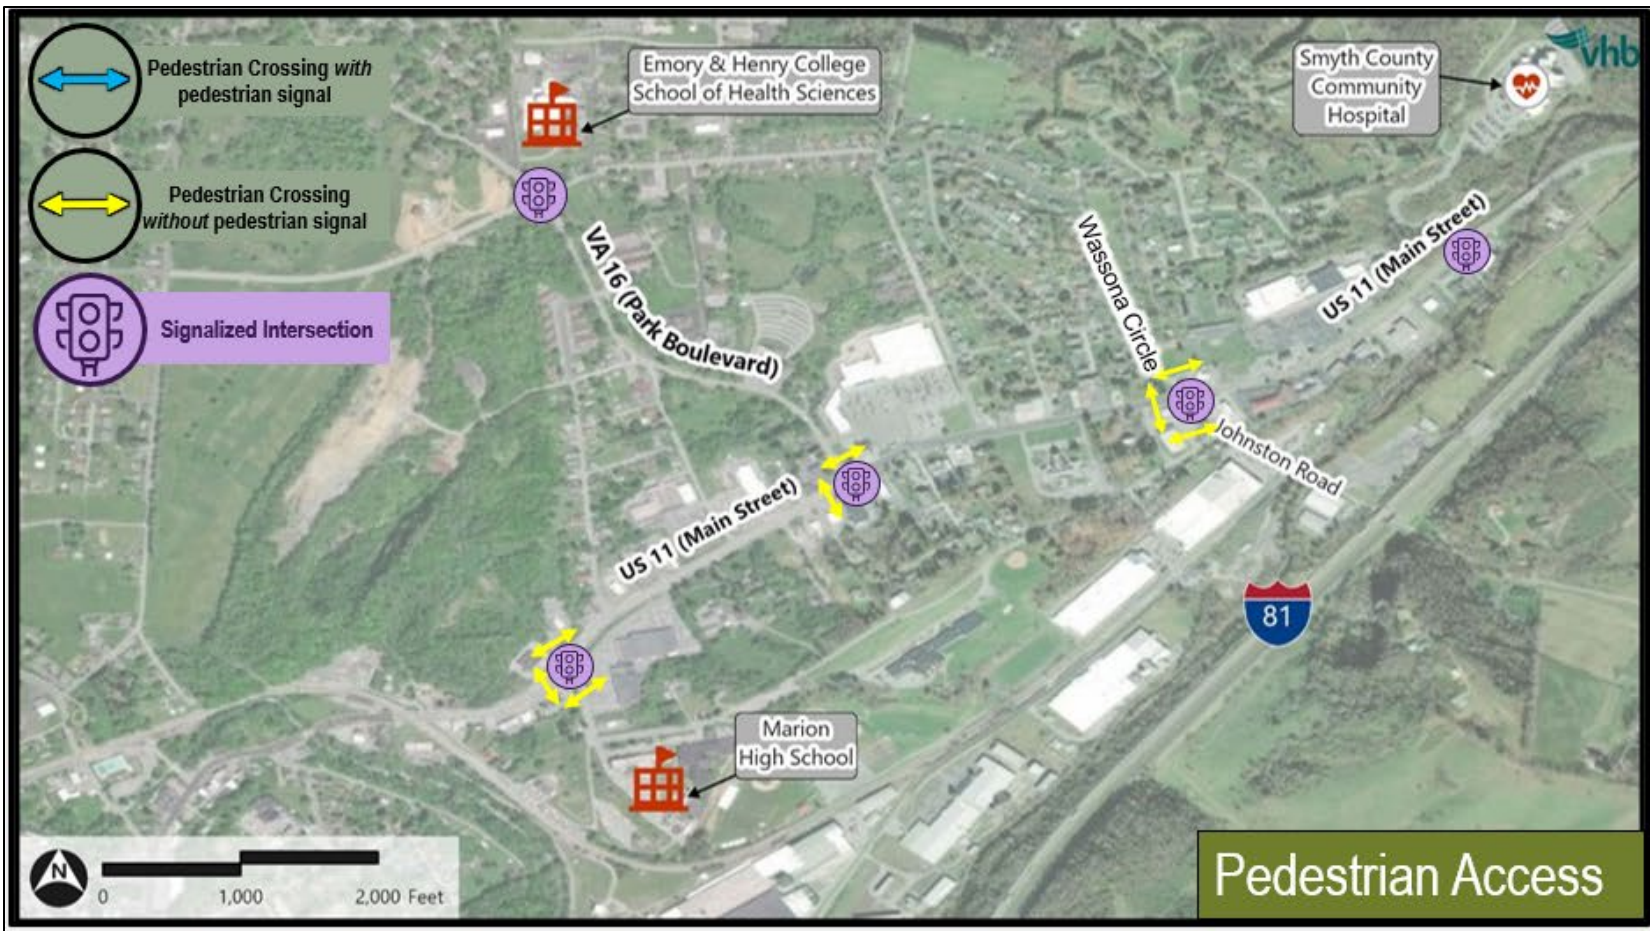 Pedestrian Crossing with
pedestrian signal
Pedestrian Crossing
without pedestrian signal
Signalized Intersection
Emory & Henry College
School of Health Sciences
Smyth County
Community
Hospital
vhb
VA 16 (Park Boulevard)
Wassona Circle
US 11 (Main Street)
Johnston Road
US 11 (Main Street)
81
Marion
High School
N
0 1,000 2,000 Feet
Pedestrian Access